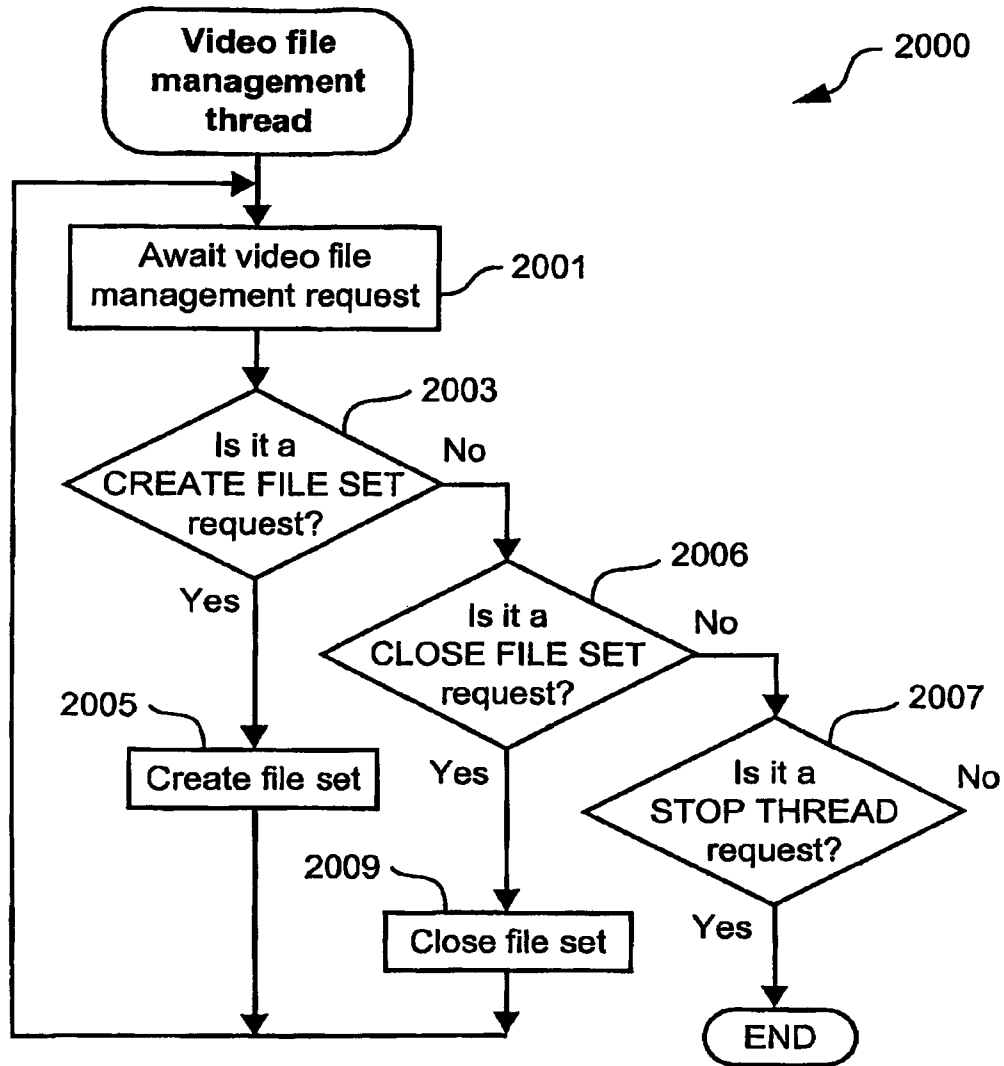 Video file
management
thread
2000
Await video file
management request
2001
2003
Is it a
CREATE FILE SET
request?
No
Yes
2006
Is it a
CLOSE FILE SET
request?
No
Yes
2005
Create file set
2007
Is it a
STOP THREAD
request?
No
Yes
2009
Close file set
END